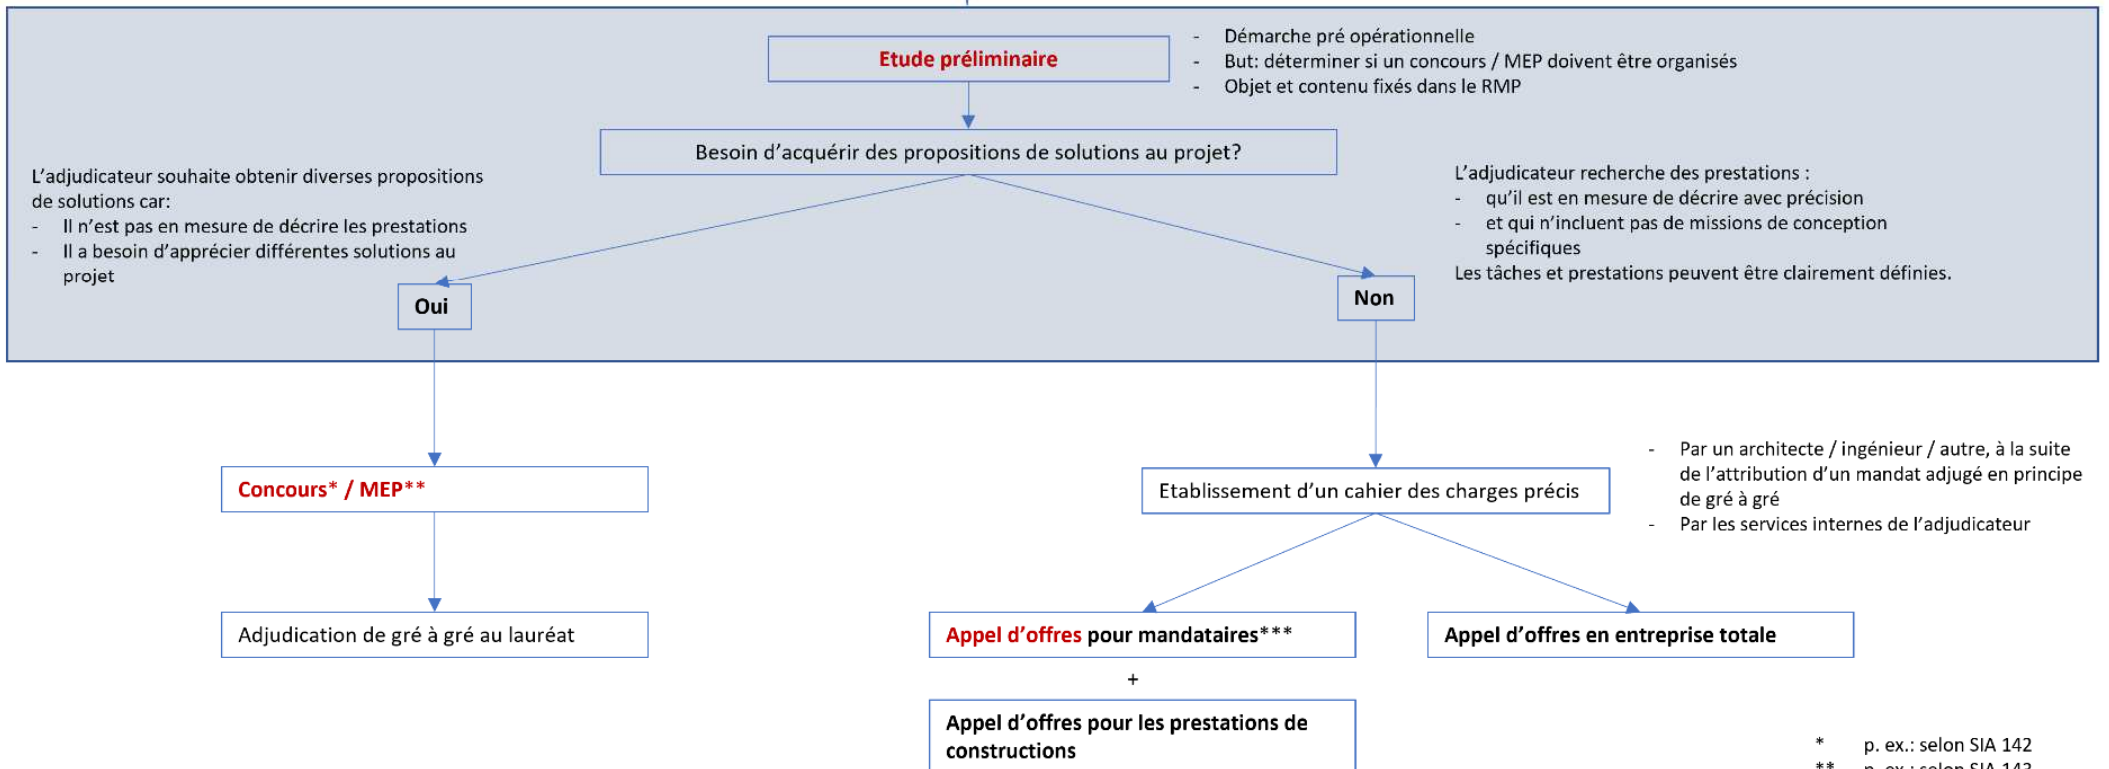 Etude préliminaire
- Démarche pré opérationnelle
- But: déterminer si un concours / MEP doivent être organisés
- Objet et contenu fixés dans le RMP
Besoin d'acquérir des propositions de solutions au projet?
L'adjudicateur souhaite obtenir diverses propositions
de solutions car:
- Il n'est pas en mesure de décrire les prestations
- Il a besoin d'apprécier différentes solutions au
projet
L'adjudicateur recherche des prestations :
- qu'il est en mesure de décrire avec précision
- et qui n'incluent pas de missions de conception
spécifiques
Les tâches et prestations peuvent être clairement définies.
Oui
Non
Concours* / MEP**
Etablissement d'un cahier des charges précis
- Par un architecte / ingénieur / autre, à la suite
de l'attribution d'un mandat adjugé en principe
de gré à gré
- Par les services internes de l'adjudicateur
Adjudication de gré à gré au lauréat
Appel d'offres pour mandataires***
Appel d'offres en entreprise totale
+
Appel d'offres pour les prestations de
constructions
* p. ex.: selon SIA 142
** p. ex.: selon SIA 143